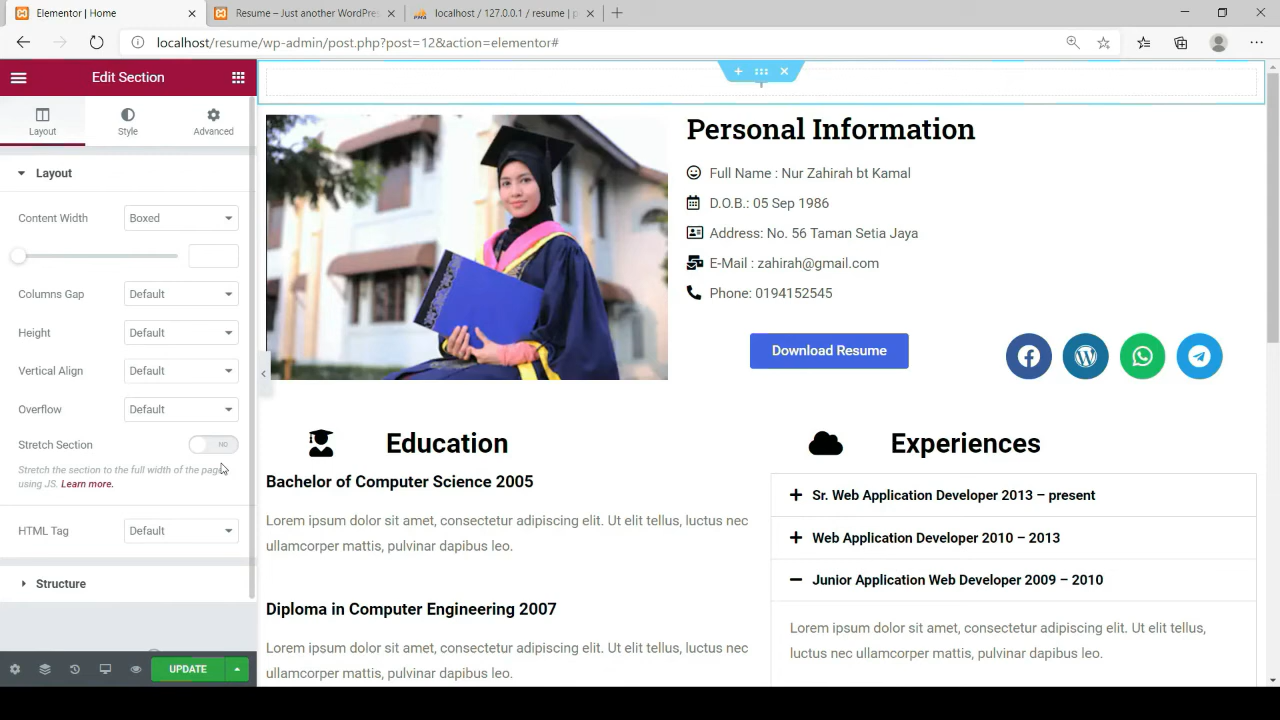 Elementor | Home
Resume – Just another WordPres
localhost / 127.0.0.1 / resume | p
localhost/resume/wp-admin/post.php?post=12&action=elementor#
Edit Section
Layout
Style
Advanced
Layout
Content Width
Boxed
Columns Gap
Default
Height
Default
Vertical Align
Default
Overflow
Default
Stretch Section
NO
Stretch the section to the full width of the page
using JS. Learn more.
HTML Tag
Default
Structure
UPDATE
Personal Information
Full Name : Nur Zahirah bt Kamal
D.O.B.: 05 Sep 1986
Address: No. 56 Taman Setia Jaya
E-Mail : zahirah@gmail.com
Phone: 0194152545
Download Resume
Education
Bachelor of Computer Science 2005
Lorem ipsum dolor sit amet, consectetur adipiscing elit. Ut elit tellus, luctus nec
ullamcorper mattis, pulvinar dapibus leo.
Diploma in Computer Engineering 2007
Lorem ipsum dolor sit amet, consectetur adipiscing elit. Ut elit tellus, luctus nec
ullamcorper mattis, pulvinar dapibus leo.
Experiences
Sr. Web Application Developer 2013 – present
Web Application Developer 2010 – 2013
Junior Application Web Developer 2009 – 2010
Lorem ipsum dolor sit amet, consectetur adipiscing elit. Ut elit tellus,
luctus nec ullamcorper mattis, pulvinar dapibus leo.